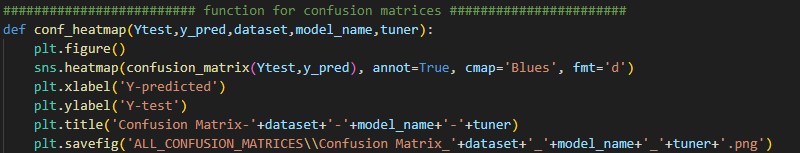 ######################### function for confusion matrices #######################
def conf_heatmap(Ytest,y_pred,dataset,model_name,tuner):
    plt.figure()
    sns.heatmap(confusion_matrix(Ytest,y_pred), annot=True, cmap='Blues', fmt='d')
    plt.xlabel('Y-predicted')
    plt.ylabel('Y-test')
    plt.title('Confusion Matrix-'+dataset+'-'+model_name+'-'+tuner)
    plt.savefig('ALL_CONFUSION_MATRICES\\Confusion Matrix_'+dataset+'_'+model_name+'_'+tuner+'.png')